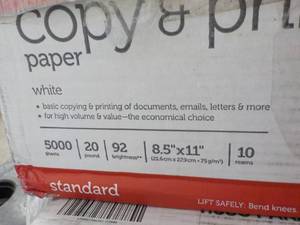 copy & pri
paper
white
• basic copying & printing of documents, emails, letters & more
• for high volume & value—the economical choice
5000 20 92 8.5"x11" 10
sheets pound brightness** (21.6cm x 27.9cm • 75 g/m²) reams
standard
LIFT SAFELY: Bend knees